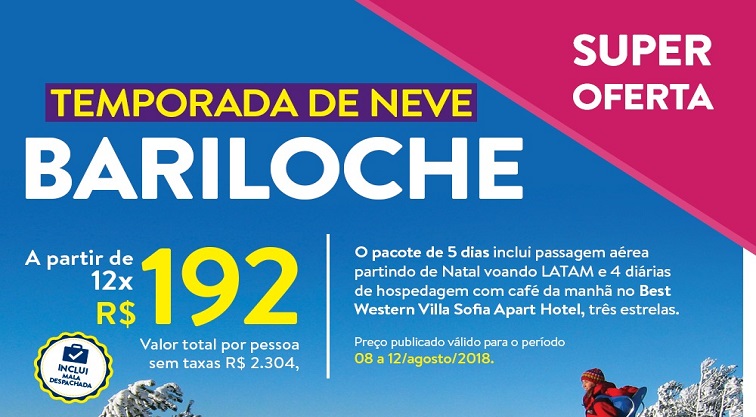 SUPER
OFERTA
TEMPORADA DE NEVE
BARILOCHE
A partir de
12x
R$ 192
Valor total por pessoa
sem taxas R$ 2.304,
INCLUI
MALA
DESPACHADA
O pacote de 5 dias inclui passagem aérea
partindo de Natal voando LATAM e 4 diárias
de hospedagem com café da manhã no Best
Western Villa Sofia Apart Hotel, três estrelas.
Preço publicado válido para o período
08 a 12/agosto/2018.